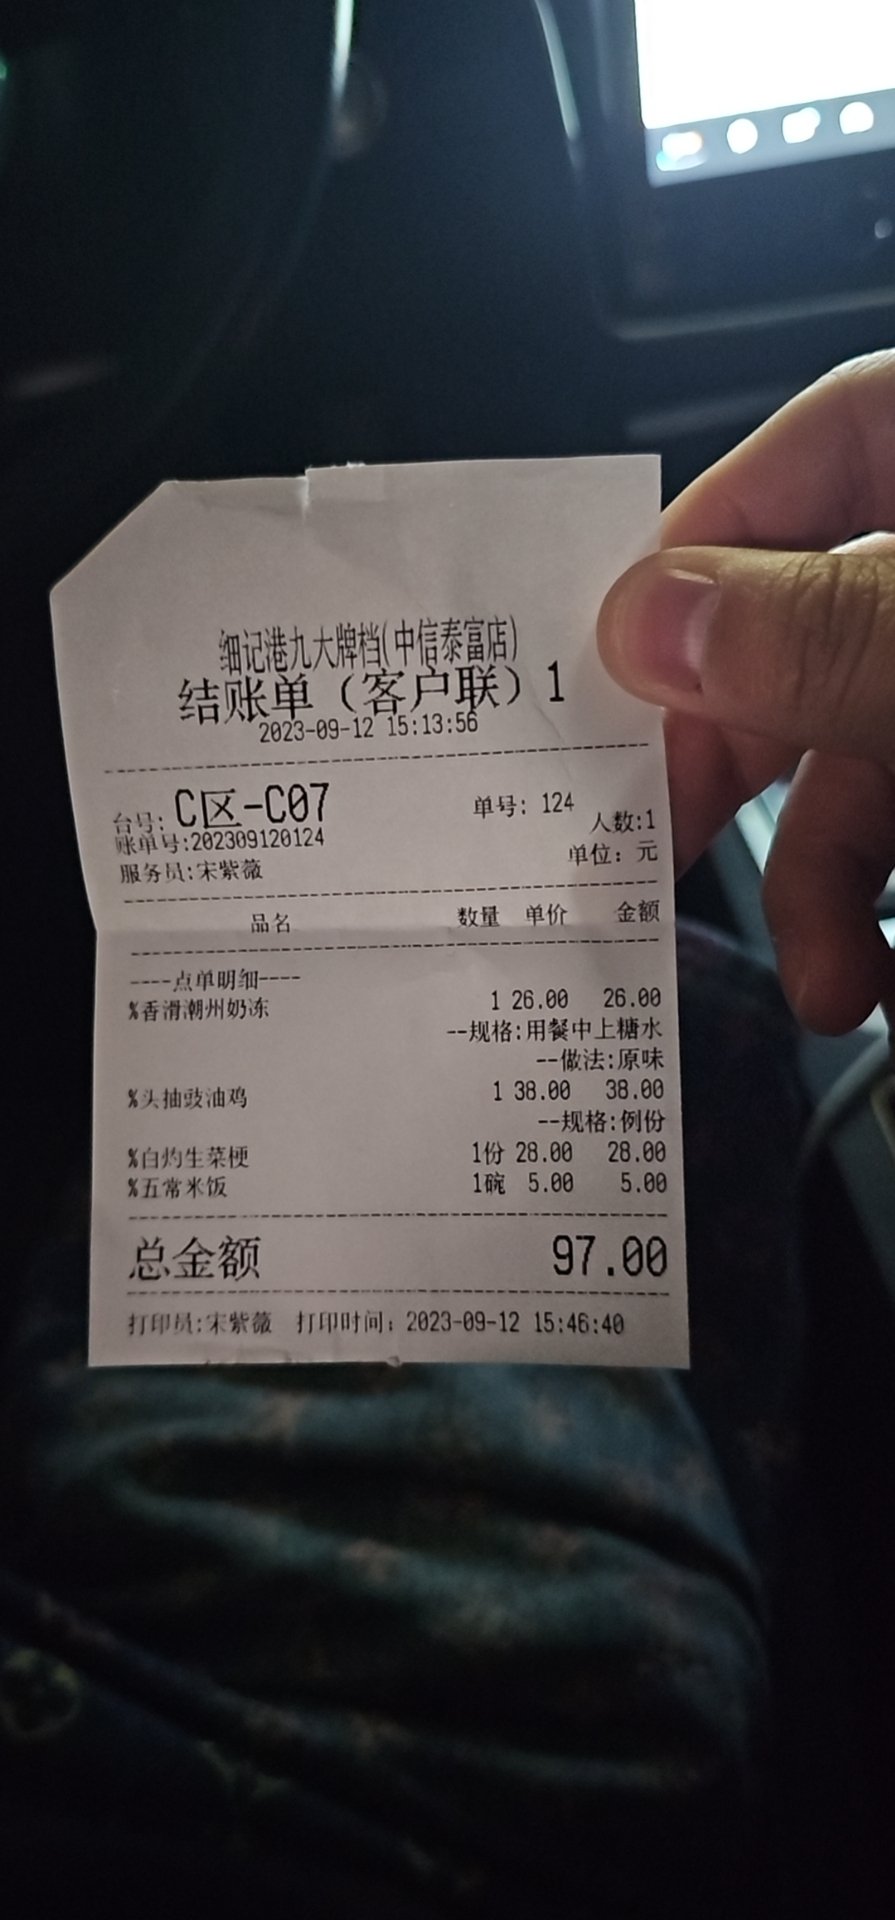 细记港九大牌档(中信泰富店)
结账单（客户联）1
2023-09-12 15:13:56
台号: C区-C07 单号: 124
账单号:202309120124 人数:1
服务员:宋紫薇 单位：元
品名 数量 单价 金额
----点单明细----
%香滑潮州奶冻 1 26.00 26.00
--规格:用餐中上糖水
--做法:原味
%头抽豉油鸡 1 38.00 38.00
--规格:例份
%白灼生菜梗 1份 28.00 28.00
%五常米饭 1碗 5.00 5.00
总金额 97.00
打印员:宋紫薇 打印时间：2023-09-12 15:46:40